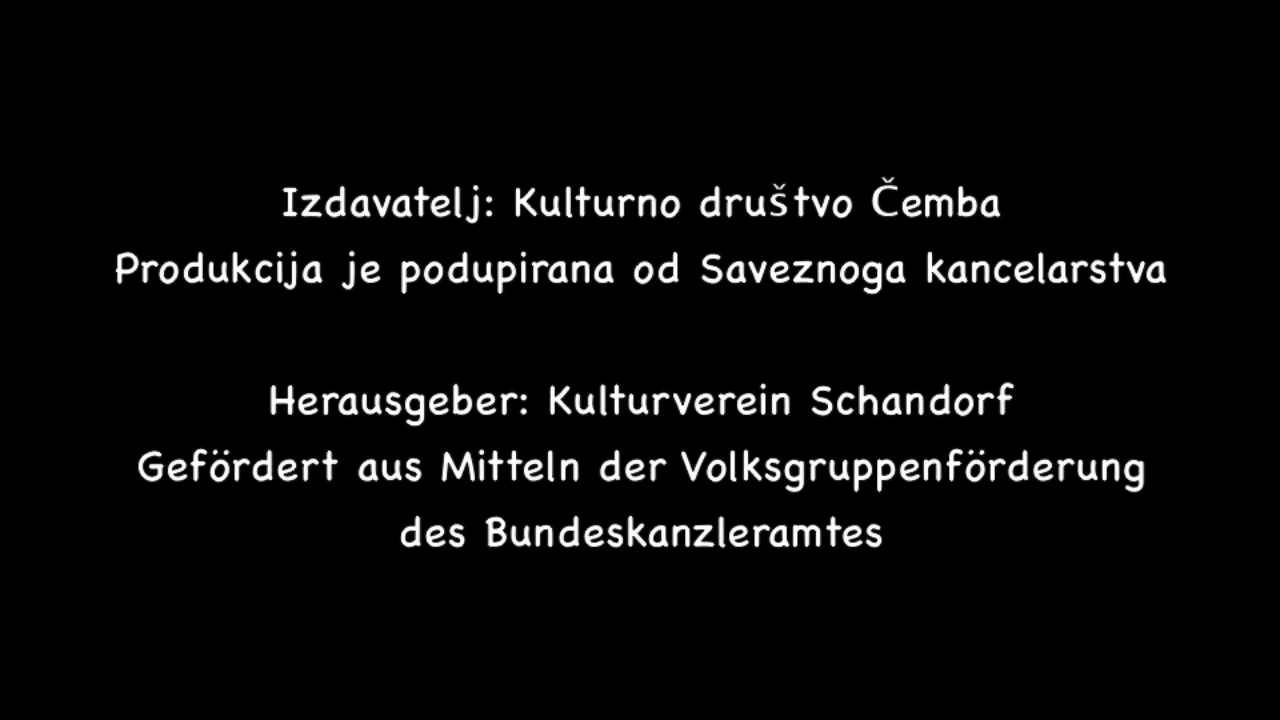 Izdavatelj: Kulturno društvo Čemba
Produkcija je podupirana od Saveznoga kancelarstva
Herausgeber: Kulturverein Schandorf
Gefördert aus Mitteln der Volksgruppenförderung
des Bundeskanzleramtes